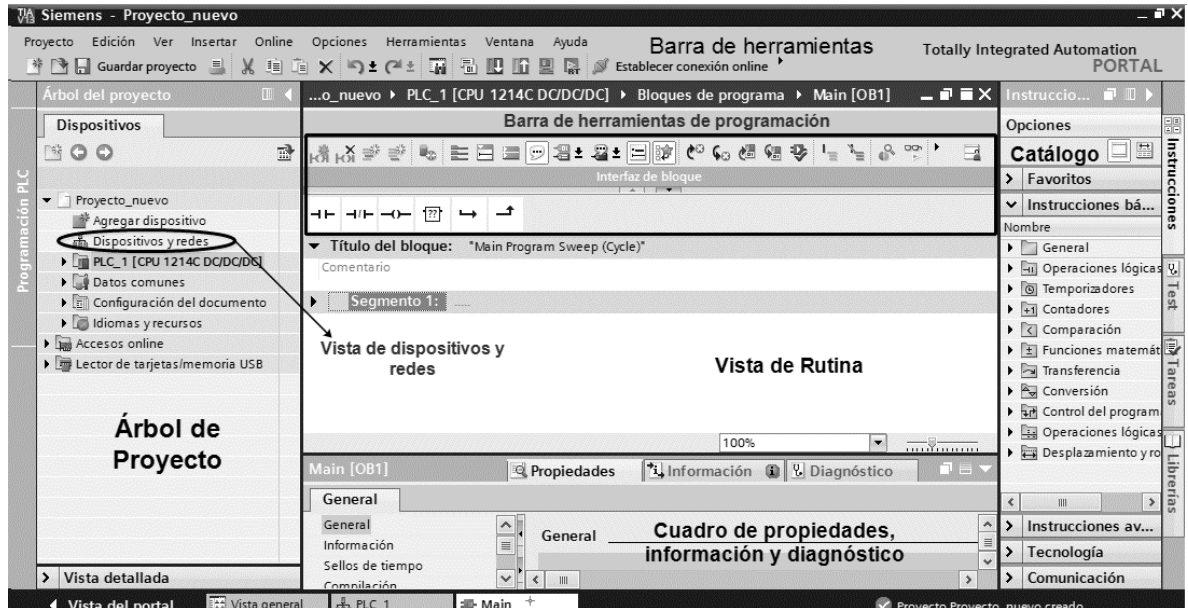 Siemens - Proyecto_nuevo
Proyecto Edición Ver Insertar Online Opciones Herramientas Ventana Ayuda
Barra de herramientas
Totally Integrated Automation
PORTAL
Guardar proyecto
Establecer conexión online
Árbol del proyecto
...o_nuevo PLC_1 [CPU 1214C DC/DC/DC] Bloques de programa Main [OB1]
Instruccio...
Dispositivos
Barra de herramientas de programación
Opciones
Catálogo
Interfaz de bloque
Favoritos
Instrucciones bá...
Nombre
Programación PLC
Proyecto_nuevo
Agregar dispositivo
Dispositivos y redes
PLC_1 [CPU 1214C DC/DC/DC]
Datos comunes
Configuración del documento
Idiomas y recursos
Accesos online
Lector de tarjetas/memoria USB
Árbol de
Proyecto
Vista detallada
??
Título del bloque: "Main Program Sweep (Cycle)"
Comentario
Segmento 1: .....
Vista de dispositivos y
redes
Vista de Rutina
100%
General
Operaciones lógicas
Temporizadores
Contadores
Comparación
Funciones matemát
Transferencia
Conversión
Control del program
Operaciones lógicas
Desplazamiento y ro
Instrucciones av...
Tecnología
Comunicación
Instrucciones
Test
Tareas
Librerías
Main [OB1]
Propiedades
Información
Diagnóstico
General
General
Información
Sellos de tiempo
Compilación
General
Cuadro de propiedades,
información y diagnóstico
Vista del portal
Vista general
PLC_1
Main
Proyecto Proyecto_nuevo creado.